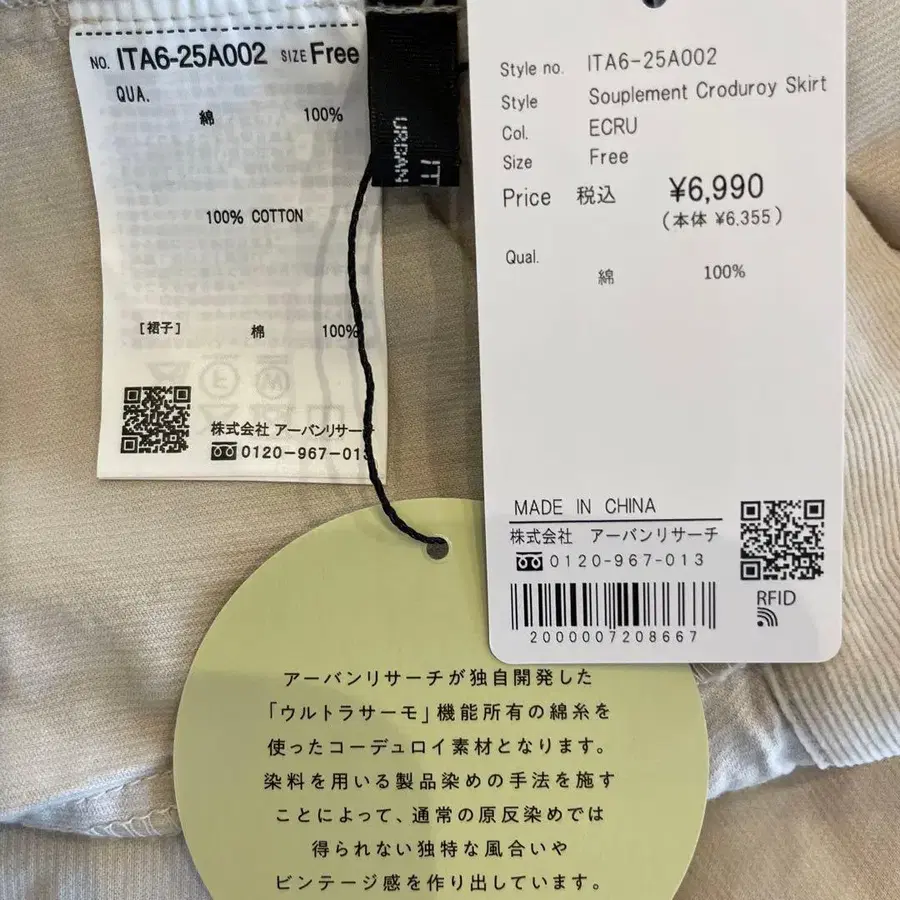 NO. ITA6-25A002 SIZE Free
QUA.
綿 100%
100% COTTON
[裙子] 棉 100%
株式会社 アーバンリサーチ
0120-967-013
URBAN
IT
Style no. ITA6-25A002
Style Souplement Croduroy Skirt
Col. ECRU
Size Free
Price 税込 ¥6,990
(本体 ¥6.355)
Qual.
綿 100%
MADE IN CHINA
株式会社 アーバンリサーチ
0120-967-013
RFID
2000007208667
アーバンリサーチが独自開発した
「ウルトラサーモ」機能所有の綿糸を
使ったコーデュロイ素材となります。
染料を用いる製品染めの手法を施す
ことによって、通常の原反染めでは
得られない独特な風合いや
ビンテージ感を作り出しています。